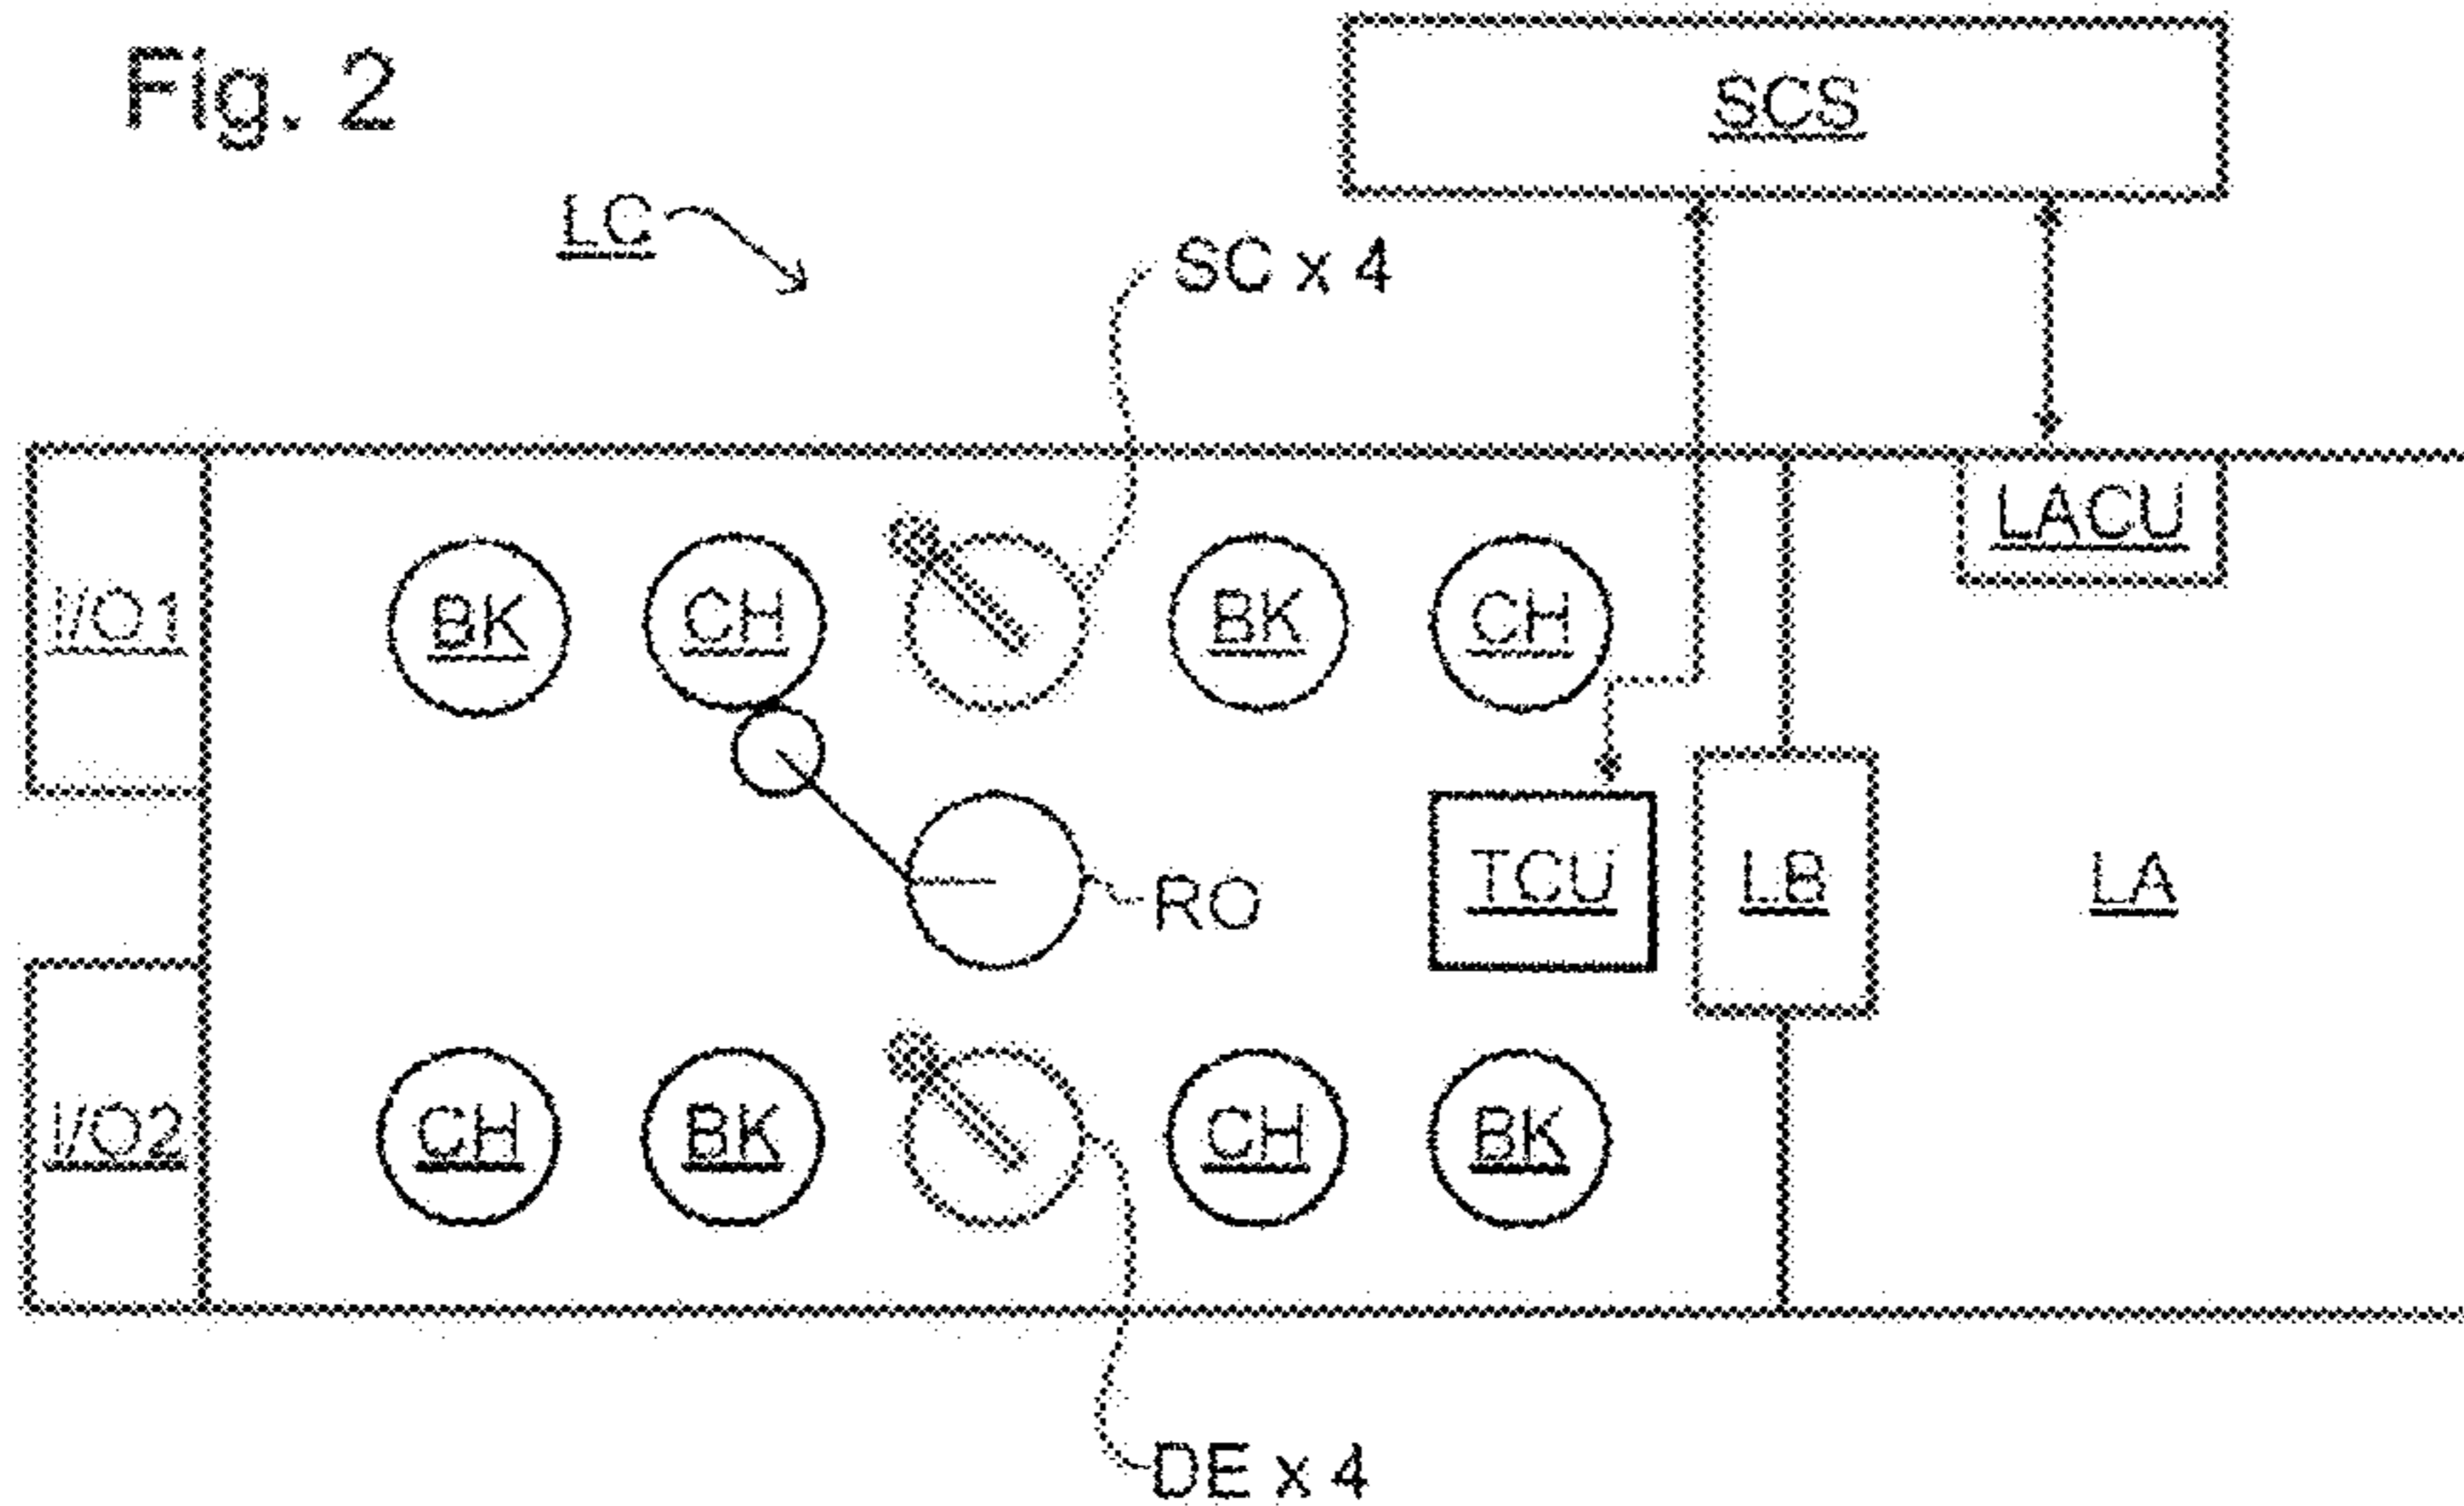 Fig. 2
SCS
LC
SC x 4
LACU
I/O1
BK
CH
BK
CH
RO
TCU
LB
LA
I/O2
CH
BK
CH
BK
DE x 4